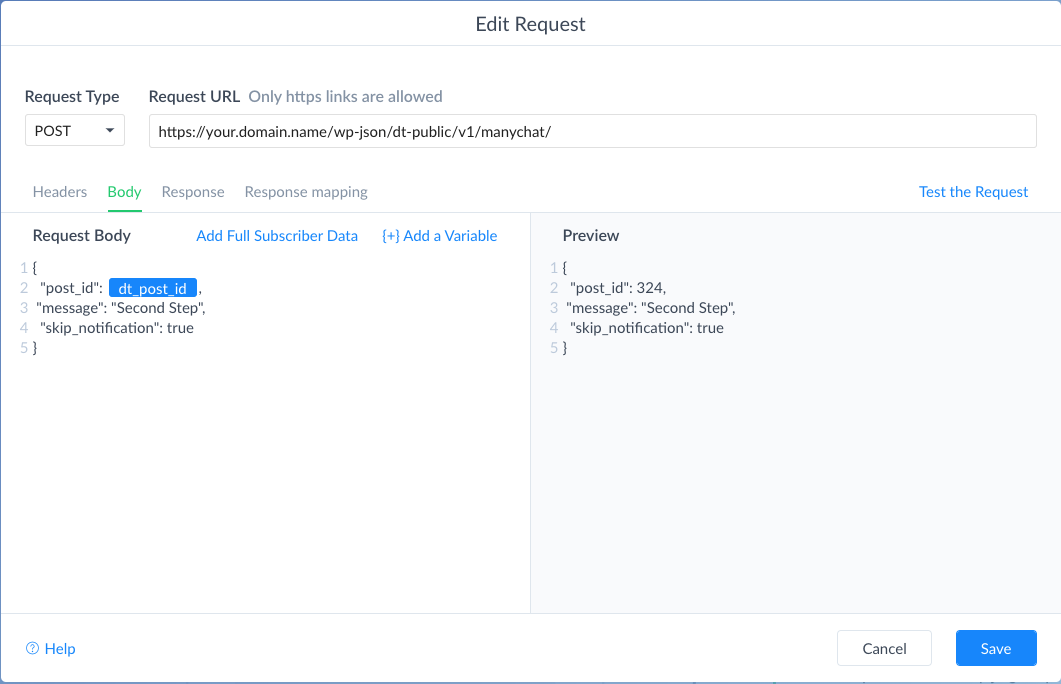 Edit Request
Request Type
Request URL Only https links are allowed
POST
https://your.domain.name/wp-json/dt-public/v1/manychat/
Headers Body Response Response mapping Test the Request
Request Body Add Full Subscriber Data {+} Add a Variable
1 {
2 "post_id": dt_post_id ,
3 "message": "Second Step",
4 "skip_notification": true
5 }
Preview
1 {
2 "post_id": 324,
3 "message": "Second Step",
4 "skip_notification": true
5 }
? Help
Cancel
Save